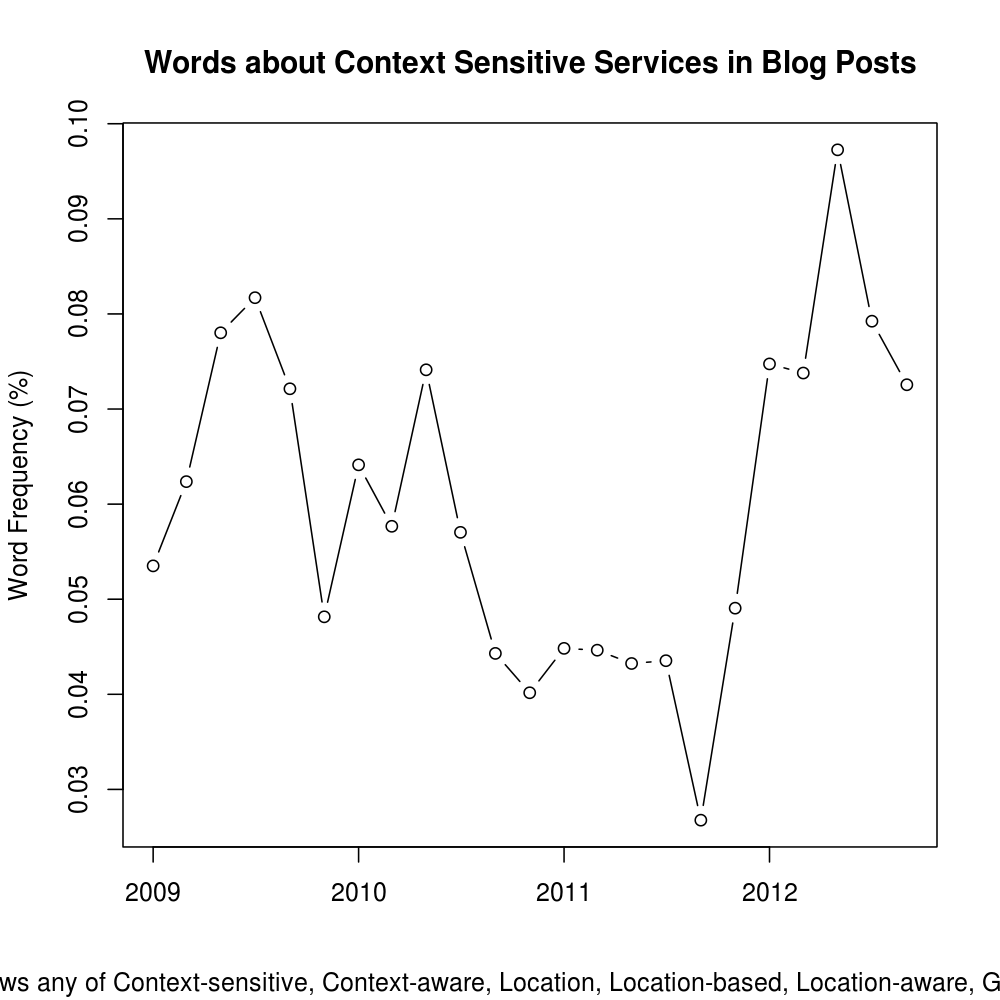 Words about Context Sensitive Services in Blog Posts
0.10
0.09
0.08
0.07
0.06
0.05
0.04
0.03
Word Frequency (%)
2009 2010 2011 2012
any of Context-sensitive, Context-aware, Location, Location-based, Location-aware,